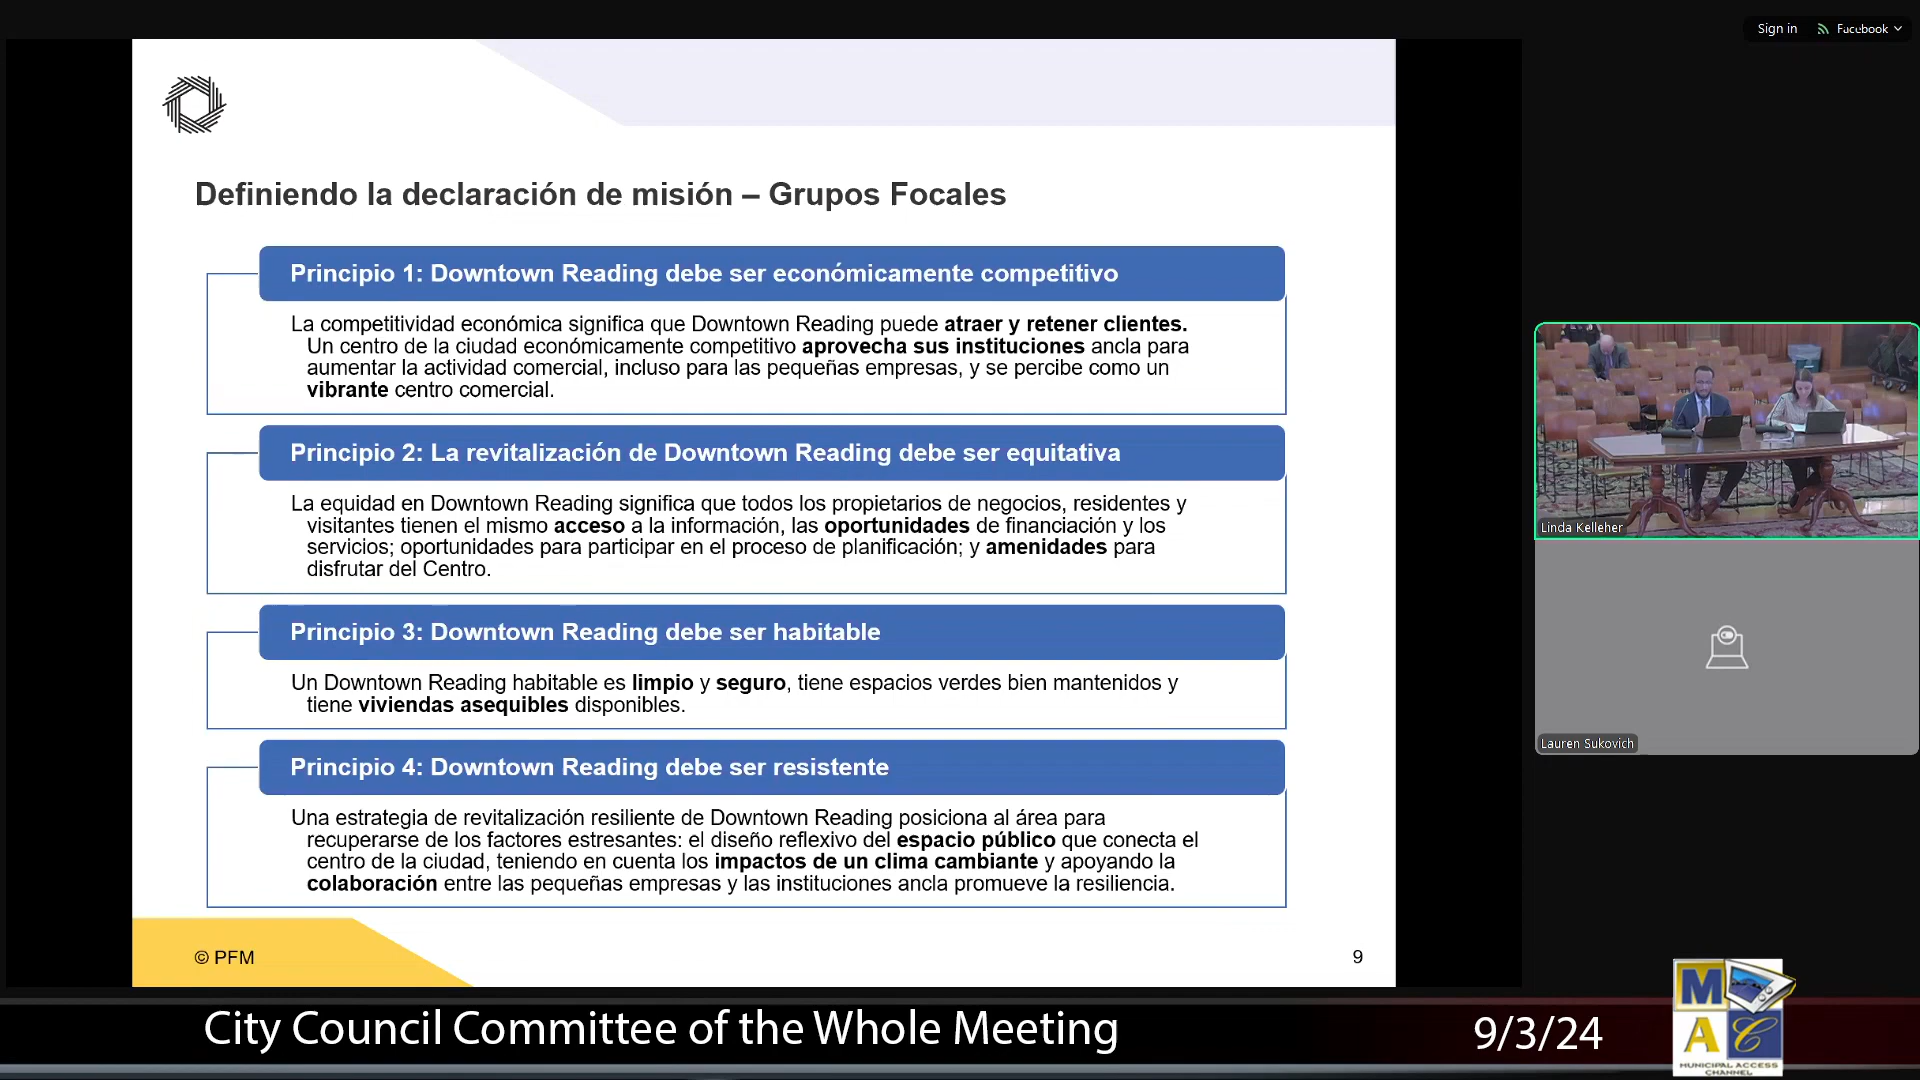 Sign in
Facebook
Definiendo la declaración de misión – Grupos Focales
Principio 1: Downtown Reading debe ser económicamente competitivo
La competitividad económica significa que Downtown Reading puede atraer y retener clientes.
Un centro de la ciudad económicamente competitivo aprovecha sus instituciones ancla para
aumentar la actividad comercial, incluso para las pequeñas empresas, y se percibe como un
vibrante centro comercial.
Principio 2: La revitalización de Downtown Reading debe ser equitativa
La equidad en Downtown Reading significa que todos los propietarios de negocios, residentes y
visitantes tienen el mismo acceso a la información, las oportunidades de financiación y los
servicios; oportunidades para participar en el proceso de planificación; y amenidades para
disfrutar del Centro.
Principio 3: Downtown Reading debe ser habitable
Un Downtown Reading habitable es limpio y seguro, tiene espacios verdes bien mantenidos y
tiene viviendas asequibles disponibles.
Principio 4: Downtown Reading debe ser resistente
Una estrategia de revitalización resiliente de Downtown Reading posiciona al área para
recuperarse de los factores estresantes: el diseño reflexivo del espacio público que conecta el
centro de la ciudad, teniendo en cuenta los impactos de un clima cambiante y apoyando la
colaboración entre las pequeñas empresas y las instituciones ancla promueve la resiliencia.
© PFM
9
Linda Kelleher
Lauren Sukovich
City Council Committee of the Whole Meeting
9/3/24
MAC
MUNICIPAL ACCESS
CHANNEL